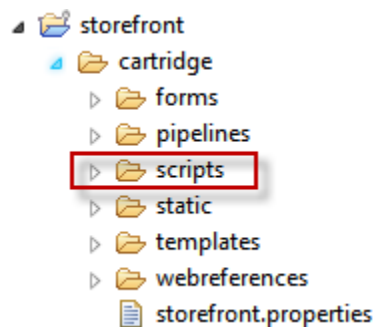 storefront
cartridge
forms
pipelines
scripts
static
templates
webreferences
storefront.properties